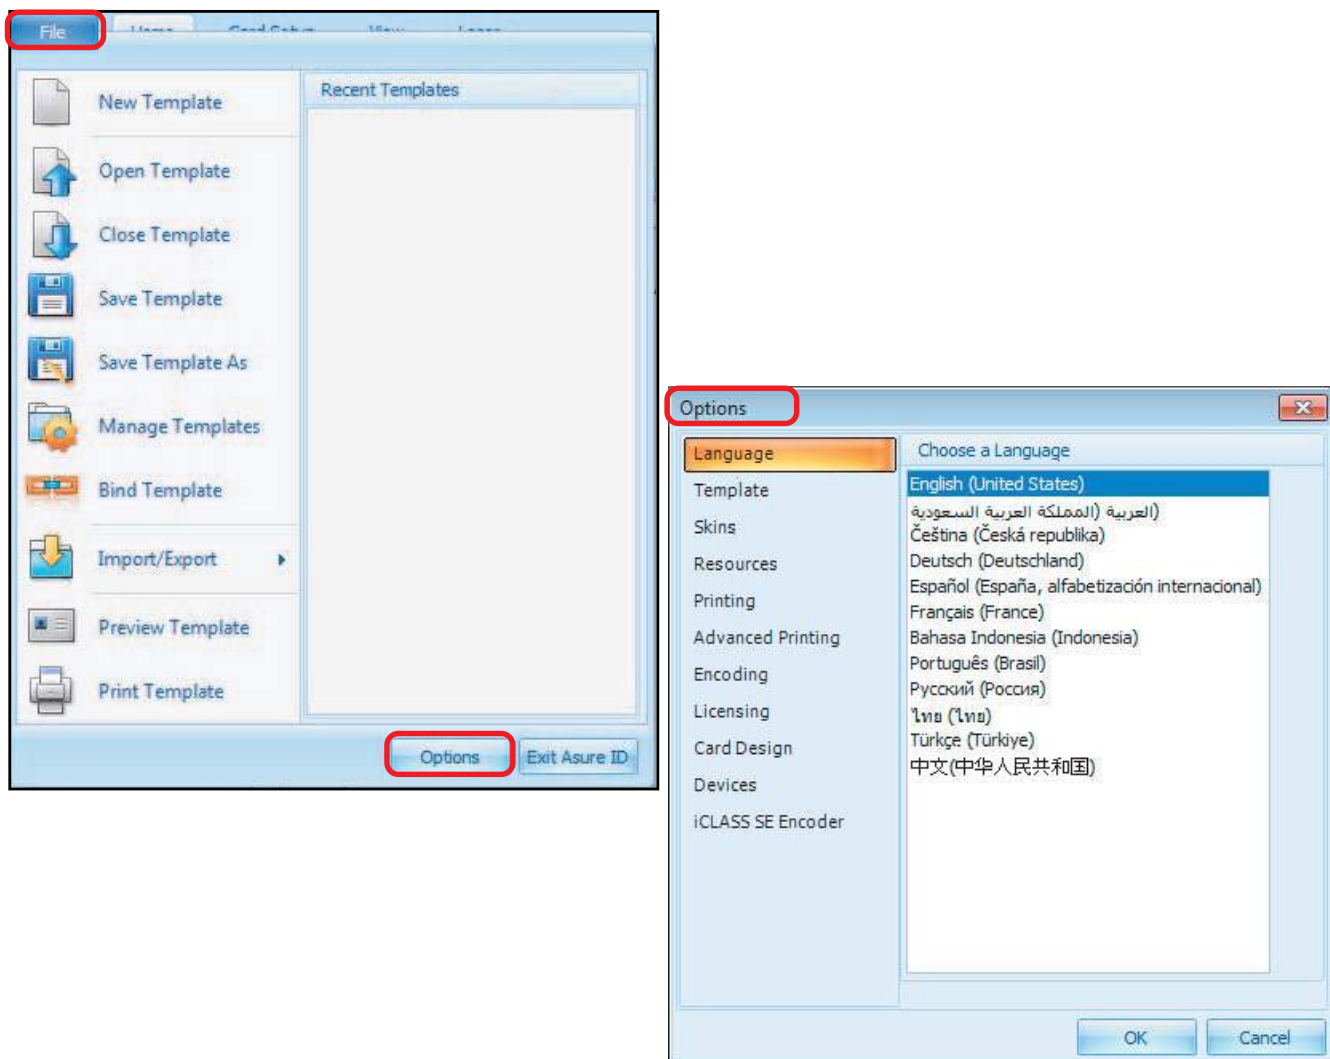 File
New Template
Recent Templates
Open Template
Close Template
Save Template
Save Template As
Manage Templates
Bind Template
Import/Export
Preview Template
Print Template
Options
Exit Asure ID
Options
Language
Template
Skins
Resources
Printing
Advanced Printing
Encoding
Licensing
Card Design
Devices
iCLASS SE Encoder
Choose a Language
English (United States)
العربية (المملكة العربية السعودية)
Čeština (Česká republika)
Deutsch (Deutschland)
Español (España, alfabetización internacional)
Français (France)
Bahasa Indonesia (Indonesia)
Português (Brasil)
Русский (Россия)
ไทย (ไทย)
Türkçe (Türkiye)
中文(中华人民共和国)
OK
Cancel